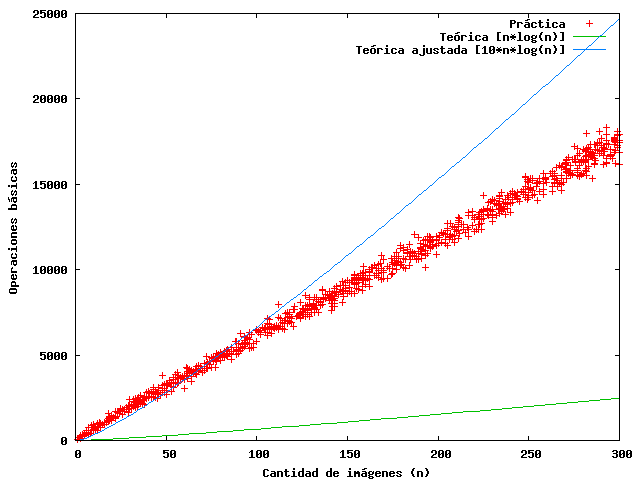 25000
20000
15000
10000
5000
0
Operaciones básicas
Práctica
Teórica [n*log(n)]
Teórica ajustada [10*n*log(n)]
0 50 100 150 200 250 300
Cantidad de imágenes (n)